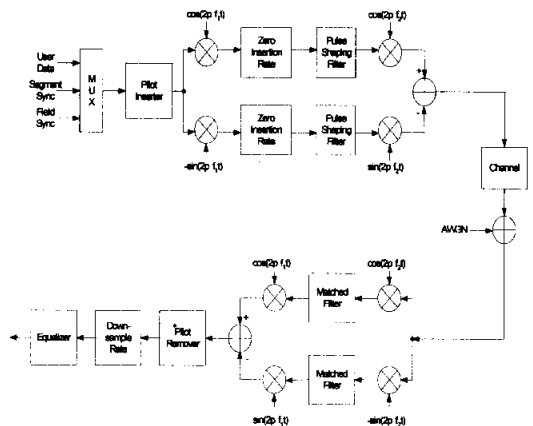 cos(2p f₁t)
cos(2p f₂t)
User
Data
Segment
Sync
Field
Sync
M
U
X
Pilot
Inserter
Zero
Insertion
Rate
Pulse
Shaping
Filter
+
Zero
Insertion
Rate
Pulse
Shaping
Filter
-
-sin(2p f₁t)
sin(2p f₂t)
Channel
AWGN
cos(2p f₁t)
cos(2p f₂t)
Matched
Filter
+
Equalizer
Down-
sample
Rate
Pilot
Remover
-
Matched
Filter
sin(2p f₁t)
-sin(2p f₂t)